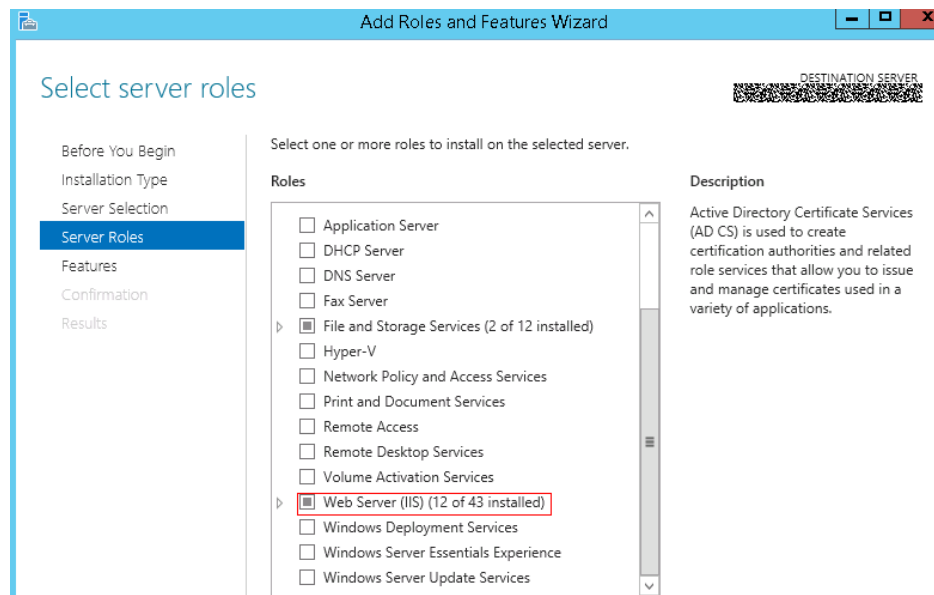 Add Roles and Features Wizard
Select server roles
DESTINATION SERVER
Before You Begin
Installation Type
Server Selection
Server Roles
Features
Confirmation
Results
Select one or more roles to install on the selected server.
Roles
Application Server
DHCP Server
DNS Server
Fax Server
File and Storage Services (2 of 12 installed)
Hyper-V
Network Policy and Access Services
Print and Document Services
Remote Access
Remote Desktop Services
Volume Activation Services
Web Server (IIS) (12 of 43 installed)
Windows Deployment Services
Windows Server Essentials Experience
Windows Server Update Services
Description
Active Directory Certificate Services
(AD CS) is used to create
certification authorities and related
role services that allow you to issue
and manage certificates used in a
variety of applications.